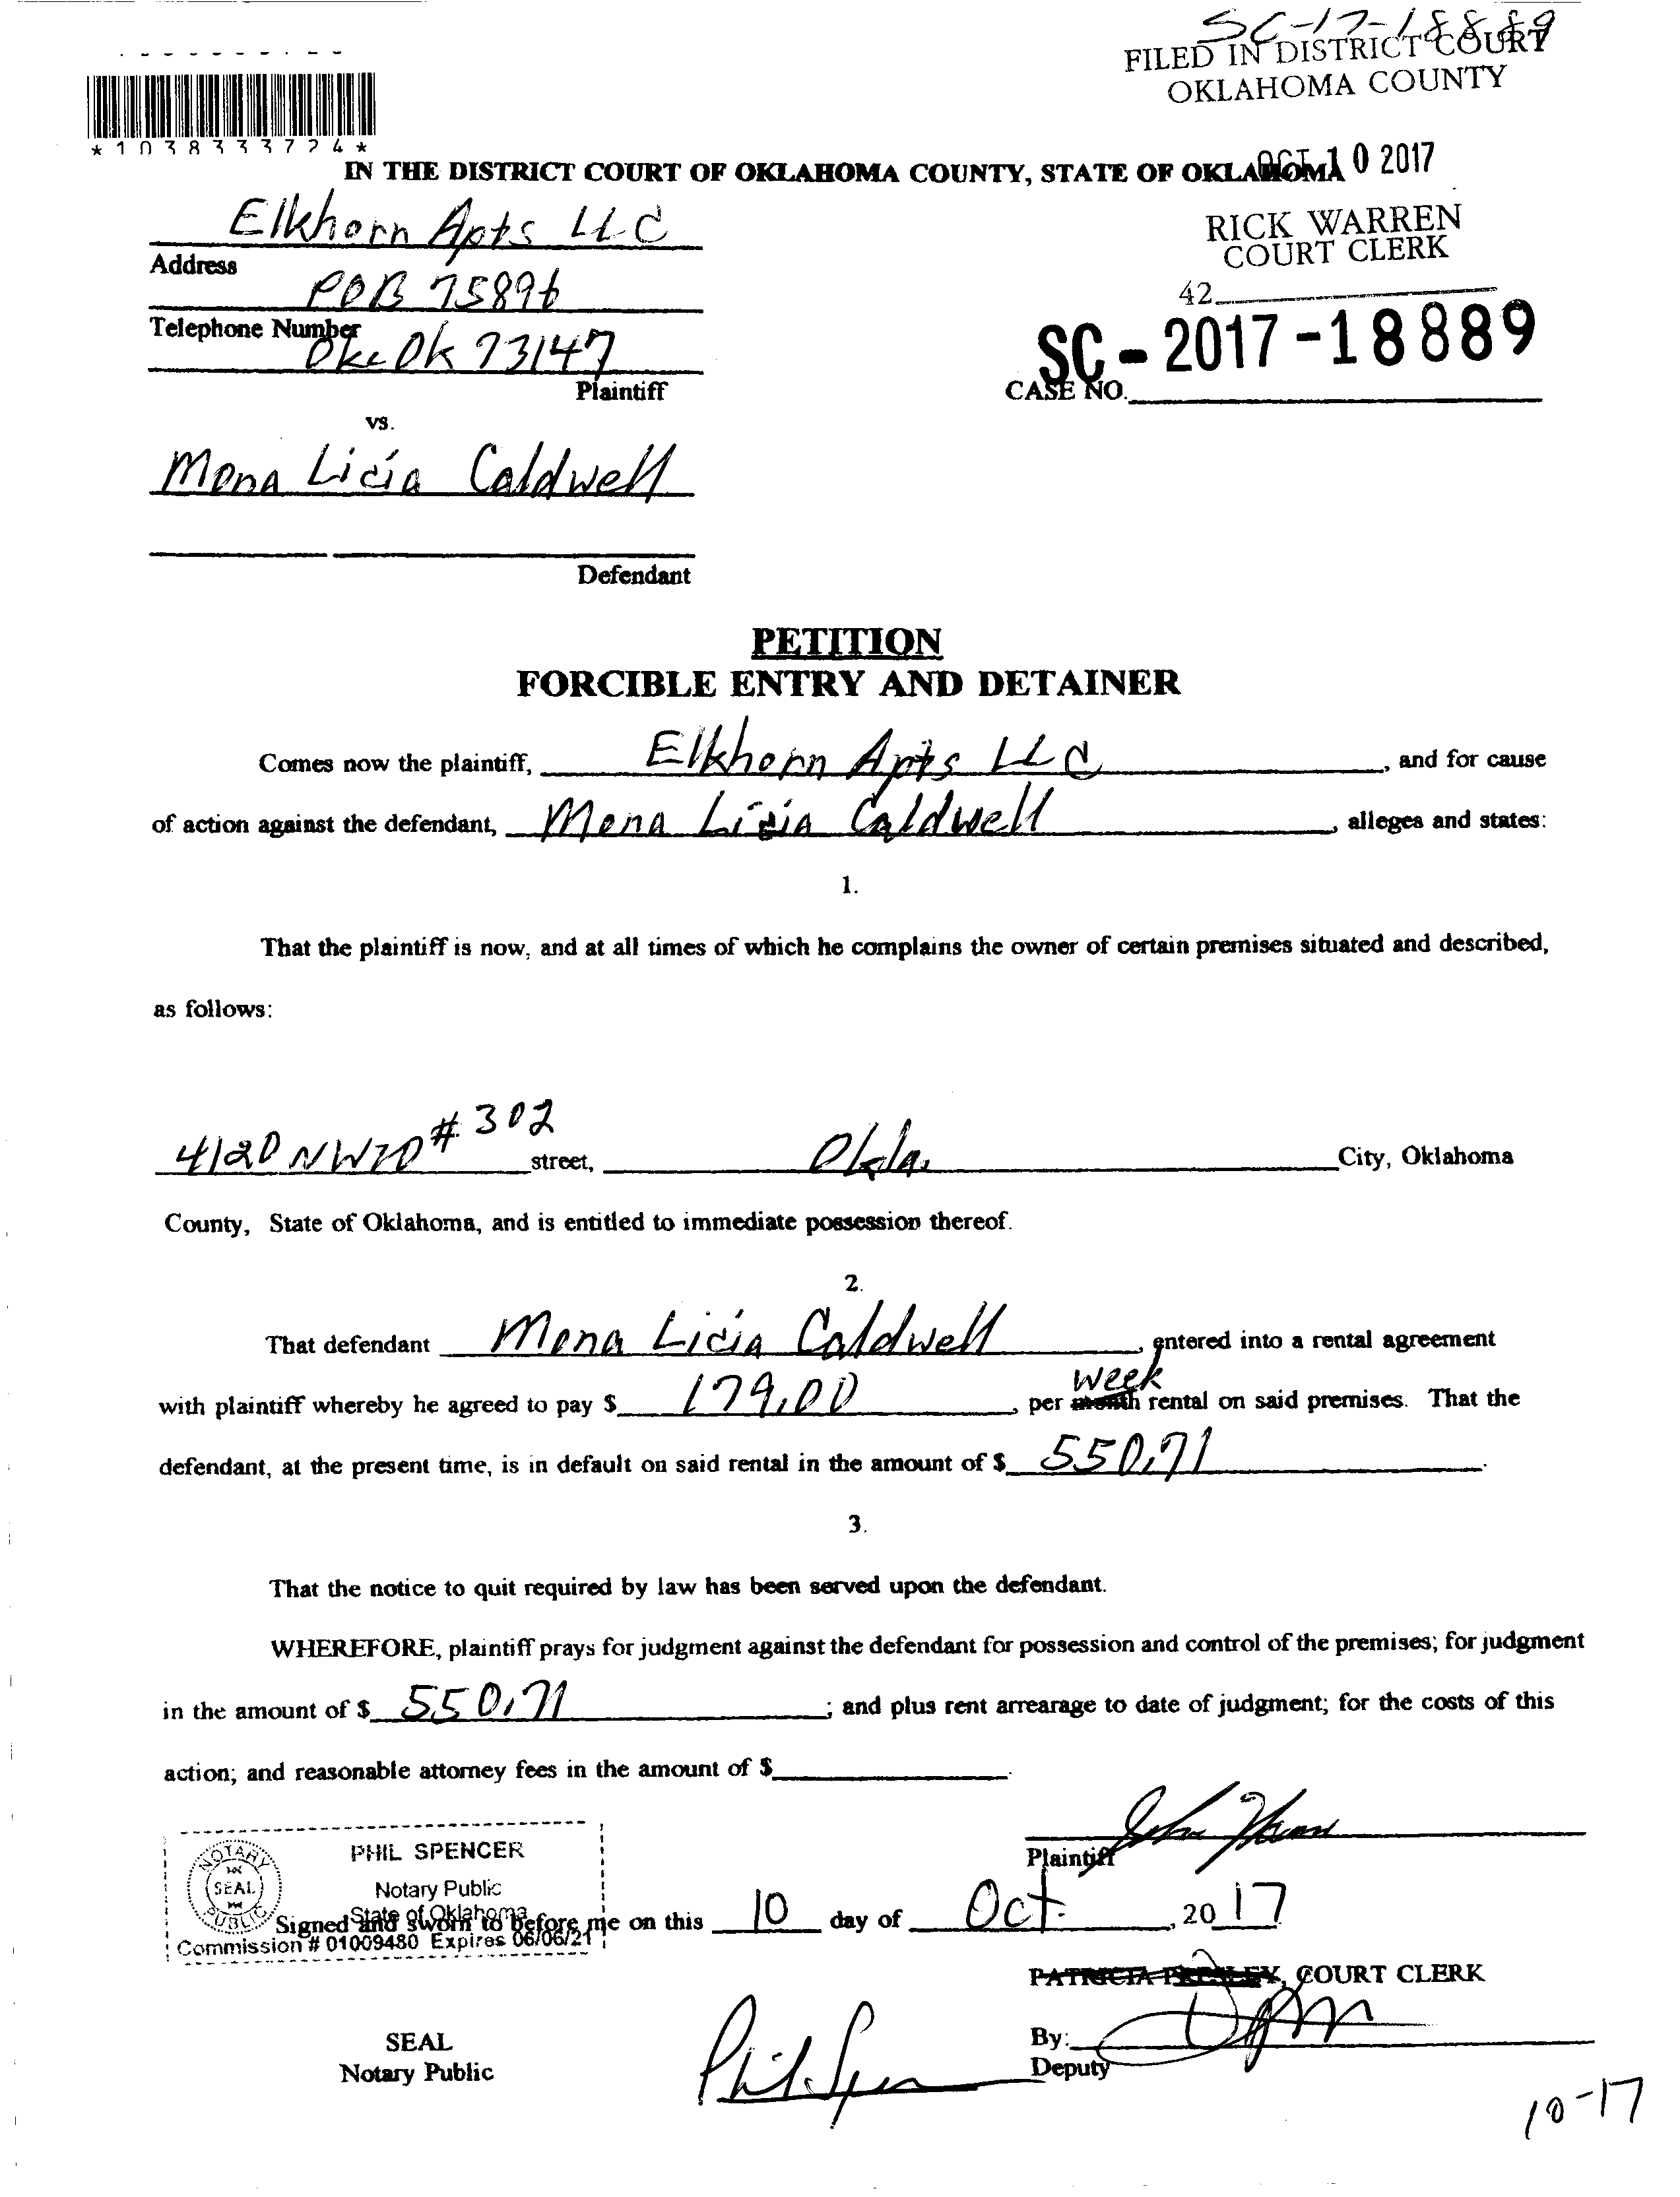 SC-17-18889
FILED IN DISTRICT COURT
OKLAHOMA COUNTY
*1038333724*
IN THE DISTRICT COURT OF OKLAHOMA COUNTY, STATE OF OKLAHOMA
OCT 10 2017
Elkhorn Apts LLC
RICK WARREN
COURT CLERK
Address
POB 75896
42
Telephone Number
Okc Ok 73147
SC-2017-18889
Plaintiff
CASE NO.
vs.
Mona Licia Caldwell
Defendant
PETITION
FORCIBLE ENTRY AND DETAINER
Comes now the plaintiff, Elkhorn Apts LLC, and for cause
of action against the defendant, Mona Licia Caldwell, alleges and states:
1.
That the plaintiff is now, and at all times of which he complains the owner of certain premises situated and described,
as follows:
4120 NW10 #302 street, Okla. City, Oklahoma
County, State of Oklahoma, and is entitled to immediate possession thereof.
2.
That defendant Mona Licia Caldwell, entered into a rental agreement
with plaintiff whereby he agreed to pay $ 179.00, per month week rental on said premises. That the
defendant, at the present time, is in default on said rental in the amount of $ 550.71.
3.
That the notice to quit required by law has been served upon the defendant.
WHEREFORE, plaintiff prays for judgment against the defendant for possession and control of the premises; for judgment
in the amount of $ 550.71; and plus rent arrearage to date of judgment; for the costs of this
action; and reasonable attorney fees in the amount of $.
Plaintiff
NOTARY PUBLIC
SEAL
PHIL SPENCER
Notary Public
State of Oklahoma
Commission # 01009480 Expires 06/06/21
Signed and sworn to before me on this 10 day of Oct., 2017
PATRICIA PRESLEY, COURT CLERK
SEAL
Notary Public
Phil Spencer
By:
Deputy
10-17